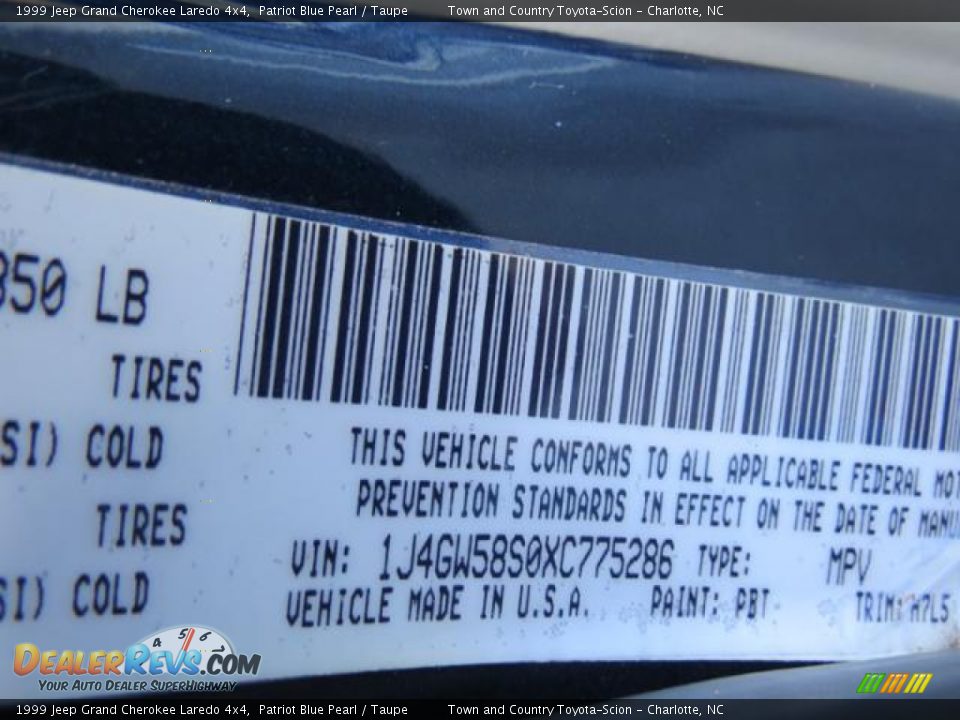 1999 Jeep Grand Cherokee Laredo 4x4, Patriot Blue Pearl / Taupe Town and Country Toyota-Scion - Charlotte, NC
850 LB
TIRES
SI) COLD
TIRES
SI) COLD
THIS VEHICLE CONFORMS TO ALL APPLICABLE FEDERAL MOT
PREVENTION STANDARDS IN EFFECT ON THE DATE OF MANU
VIN: 1J4GW58S0XC775286 TYPE: MPV
VEHICLE MADE IN U.S.A. PAINT: PBT TRIM: A7L5
DEALERREVS.COM
YOUR AUTO DEALER SUPERHIGHWAY
1999 Jeep Grand Cherokee Laredo 4x4, Patriot Blue Pearl / Taupe Town and Country Toyota-Scion - Charlotte, NC